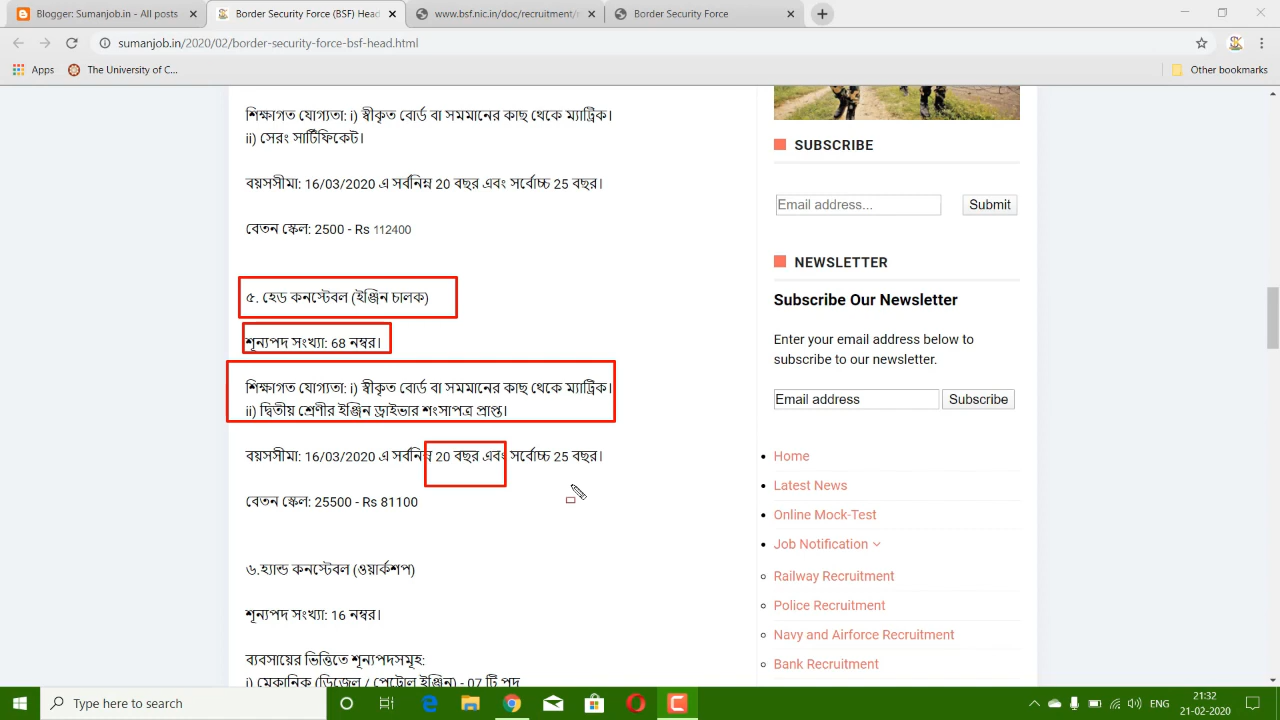 Blogger: Sumanjob.in - All posts
Border Security Force (BSF) Head
www.bsf.nic.in/doc/recruitment/r
Border Security Force
sumanjob.in/2020/02/border-security-force-bsf-head.html
Apps
The University of C...
Other bookmarks
শিক্ষাগত যোগ্যতা: i) স্বীকৃত বোর্ড বা সমমানের কাছ থেকে ম্যাট্রিক।
ii) সেরং সার্টিফিকেট।
বয়সসীমা: 16/03/2020 এ সর্বনিম্ন 20 বছর এবং সর্বোচ্চ 25 বছর।
বেতন স্কেল: 2500 - Rs 112400
৫. হেড কনস্টেবল (ইঞ্জিন চালক)
শূন্যপদ সংখ্যা: 68 নম্বর।
শিক্ষাগত যোগ্যতা: i) স্বীকৃত বোর্ড বা সমমানের কাছ থেকে ম্যাট্রিক।
ii) দ্বিতীয় শ্রেণীর ইঞ্জিন ড্রাইভার শংসাপত্র প্রাপ্ত।
বয়সসীমা: 16/03/2020 এ সর্বনিম্ন 20 বছর এবং সর্বোচ্চ 25 বছর।
বেতন স্কেল: 25500 - Rs 81100
৬.হ্যান্ড কনস্টেবল (ওয়ার্কশপ)
শূন্যপদ সংখ্যা: 16 নম্বর।
ব্যবসায়ের ভিত্তিতে শূন্যপদসমূহ:
i) মেকানিক (ডিজেল / পেট্রোল ইঞ্জিন) - 07 টি পদ
SUBSCRIBE
Email address...
Submit
NEWSLETTER
Subscribe Our Newsletter
Enter your email address below to
subscribe to our newsletter.
Email address
Subscribe
Home
Latest News
Online Mock-Test
Job Notification
Railway Recruitment
Police Recruitment
Navy and Airforce Recruitment
Bank Recruitment
Type here to search
ENG
21:32
21-02-2020